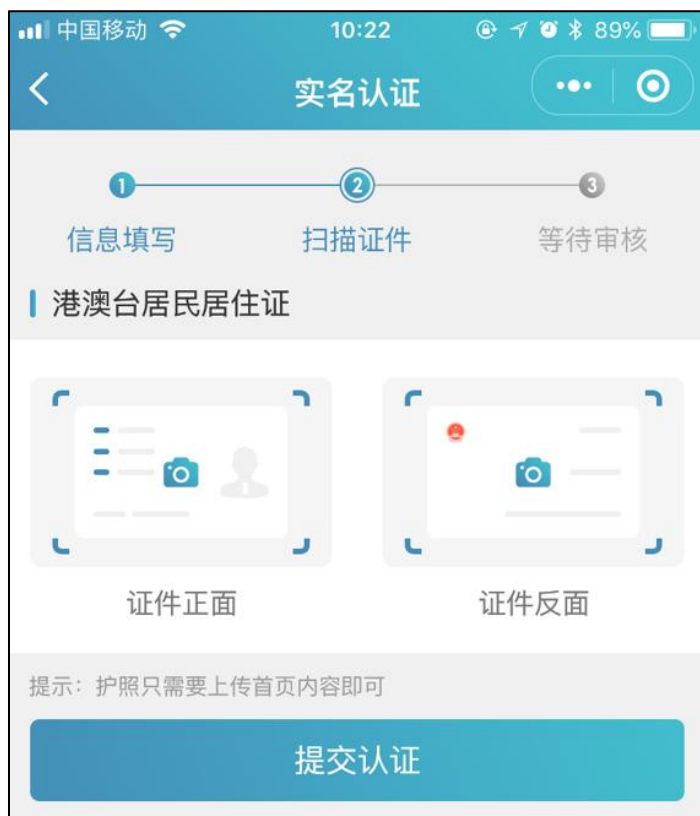 中国移动 10:22 89%
实名认证
1 2 3
信息填写 扫描证件 等待审核
港澳台居民居住证
证件正面 证件反面
提示：护照只需要上传首页内容即可
提交认证